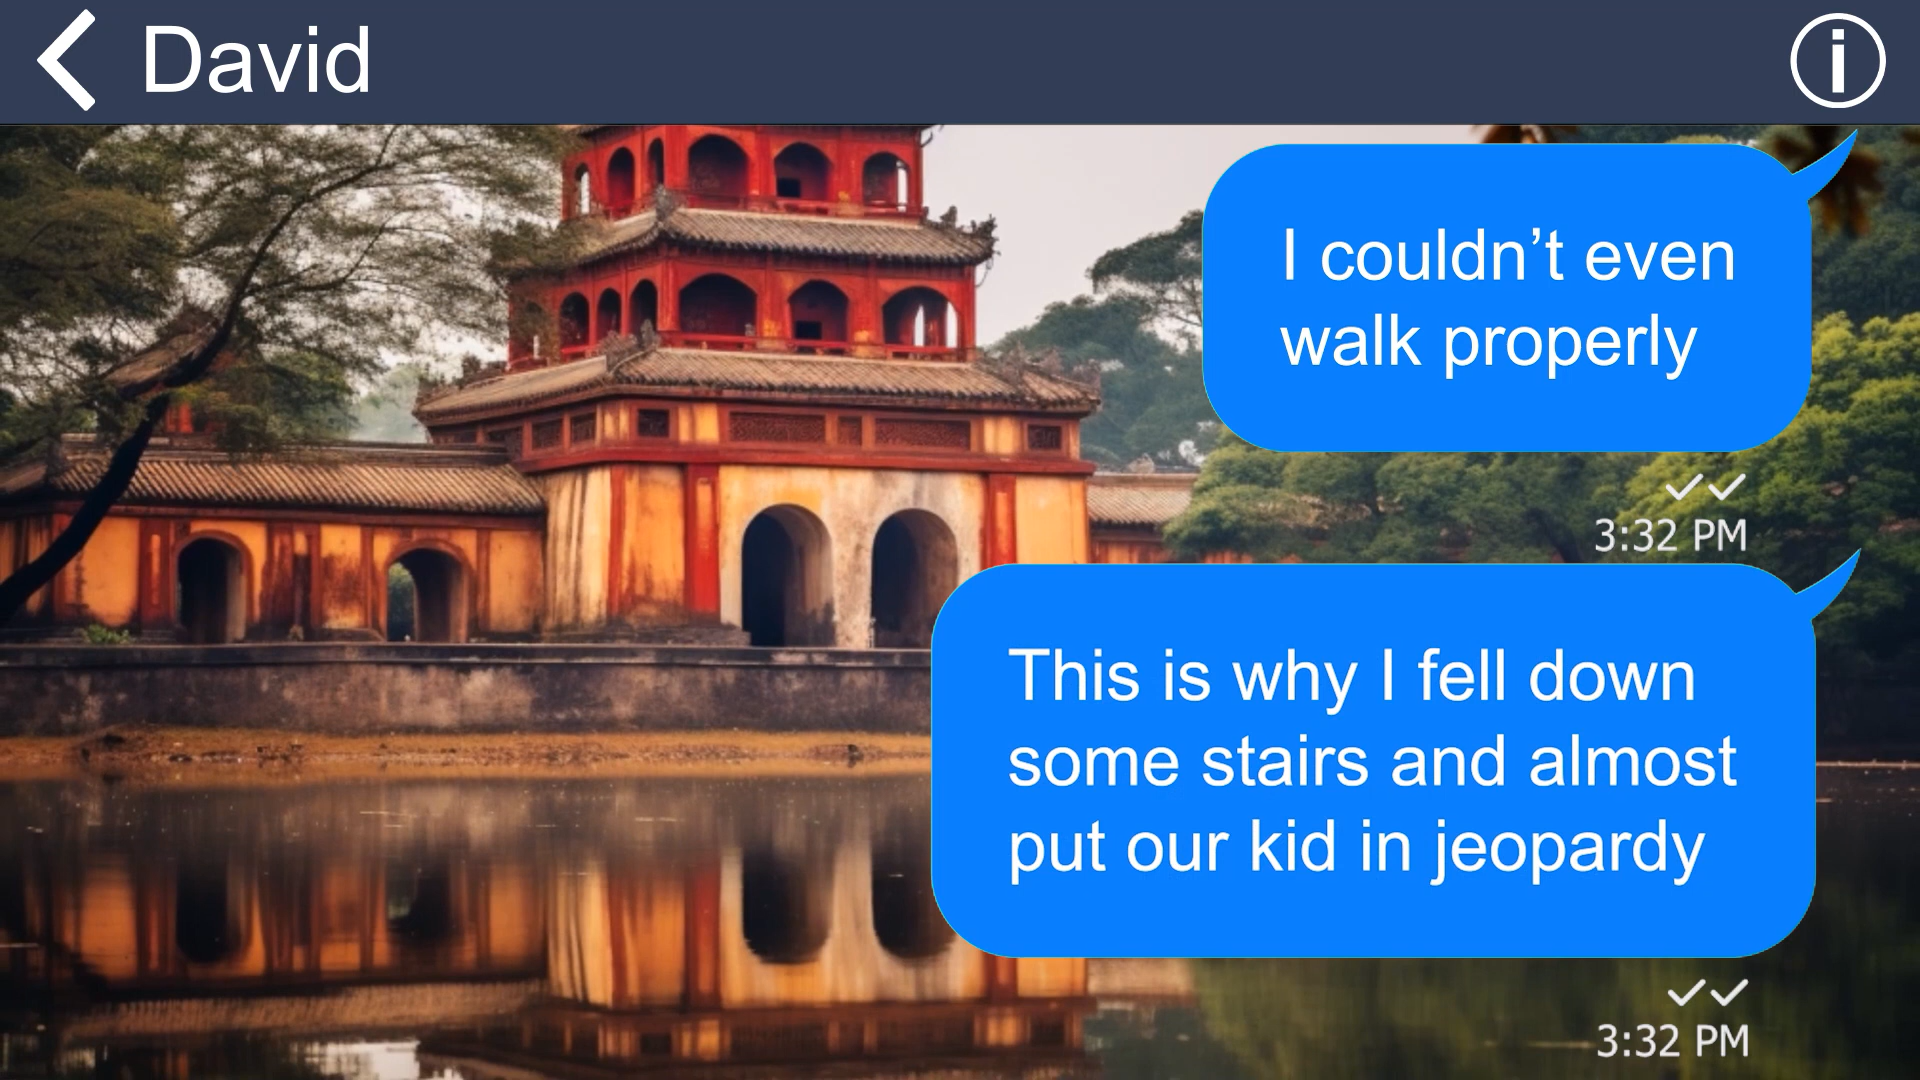 David
I couldn’t even
walk properly
3:32 PM
This is why I fell down
some stairs and almost
put our kid in jeopardy
3:32 PM